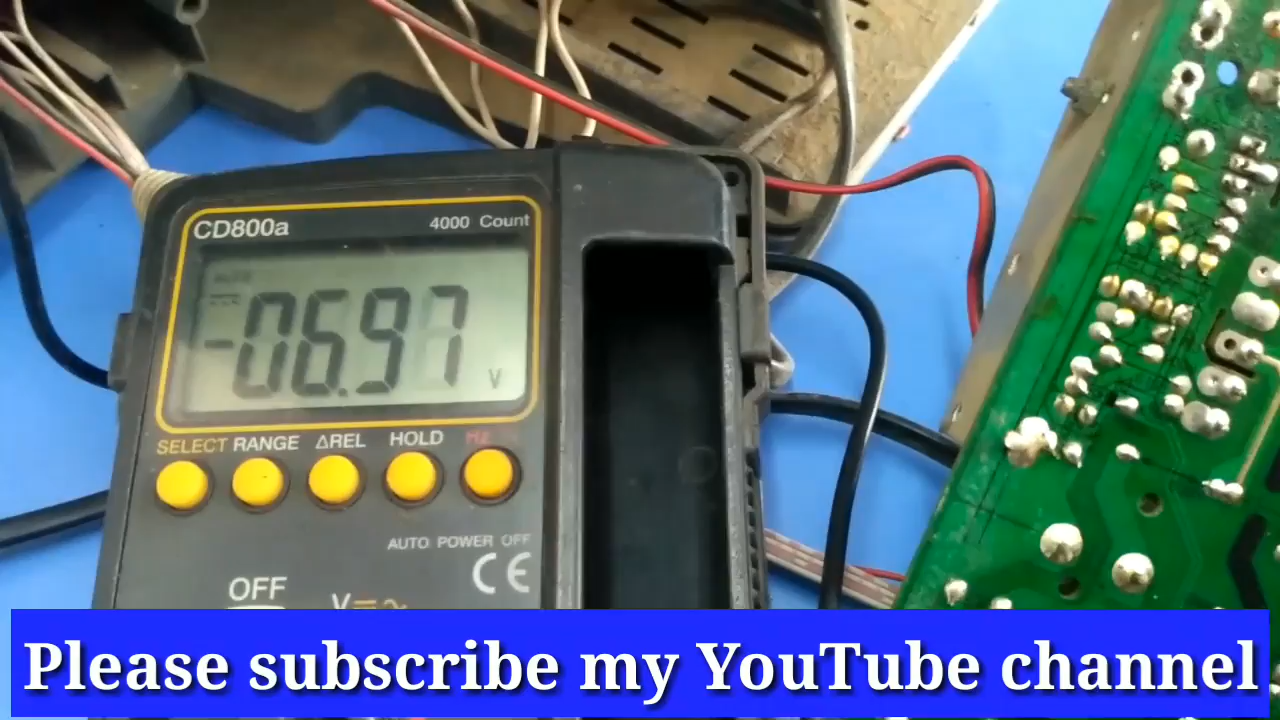 CD800a 4000 Count
AUTO
-06.97 V
SELECT RANGE ΔREL HOLD
AUTO POWER OFF
CE
OFF
V
Please subscribe my YouTube channel